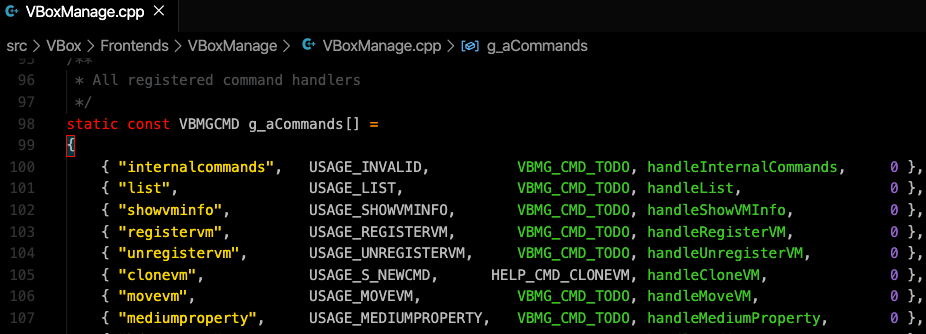 VBoxManage.cpp ×
src > VBox > Frontends > VBoxManage > VBoxManage.cpp > g_aCommands
95 /**
96  * All registered command handlers
97  */
98 static const VBMGCMD g_aCommands[] =
99 {
100     { "internalcommands",   USAGE_INVALID,          VBMG_CMD_TODO, handleInternalCommands,     0 },
101     { "list",               USAGE_LIST,             VBMG_CMD_TODO, handleList,                 0 },
102     { "showvminfo",         USAGE_SHOWVMINFO,       VBMG_CMD_TODO, handleShowVMInfo,           0 },
103     { "registervm",         USAGE_REGISTERVM,       VBMG_CMD_TODO, handleRegisterVM,           0 },
104     { "unregistervm",       USAGE_UNREGISTERVM,     VBMG_CMD_TODO, handleUnregisterVM,         0 },
105     { "clonevm",            USAGE_S_NEWCMD,      HELP_CMD_CLONEVM, handleCloneVM,              0 },
106     { "movevm",             USAGE_MOVEVM,           VBMG_CMD_TODO, handleMoveVM,               0 },
107     { "mediumproperty",     USAGE_MEDIUMPROPERTY,   VBMG_CMD_TODO, handleMediumProperty,       0 },